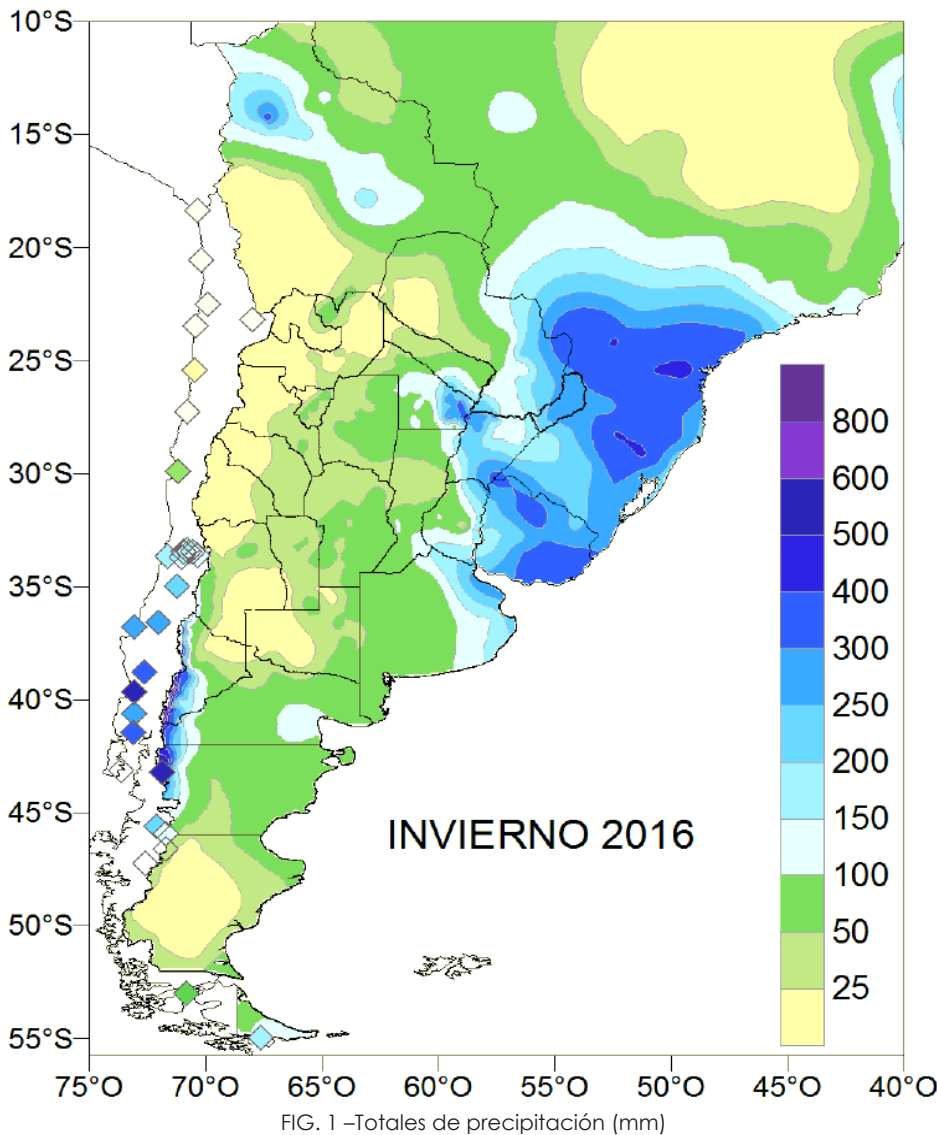 10°S
15°S
20°S
25°S
30°S
35°S
40°S
45°S
50°S
55°S
INVIERNO 2016
800
600
500
400
300
250
200
150
100
50
25
75°O 70°O 65°O 60°O 55°O 50°O 45°O 40°O
FIG. 1 –Totales de precipitación (mm)